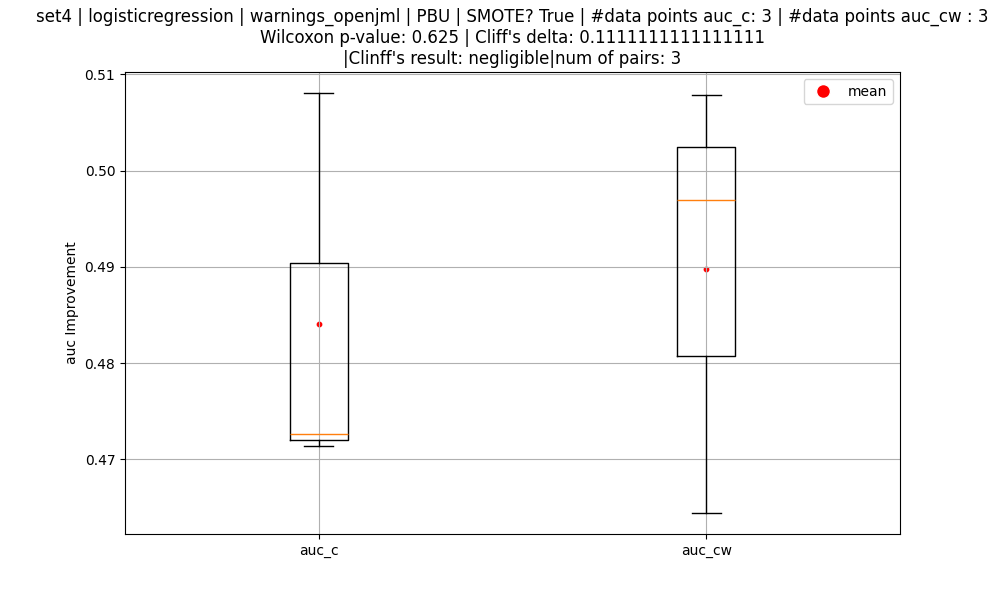 set4 | logisticregression | warnings_openjml | PBU | SMOTE? True | #data points auc_c: 3 | #data points auc_cw : 3
Wilcoxon p-value: 0.625 | Cliff's delta: 0.1111111111111111
|Clinff's result: negligible|num of pairs: 3
mean
0.51
0.50
0.49
0.48
0.47
auc Improvement
auc_c
auc_cw